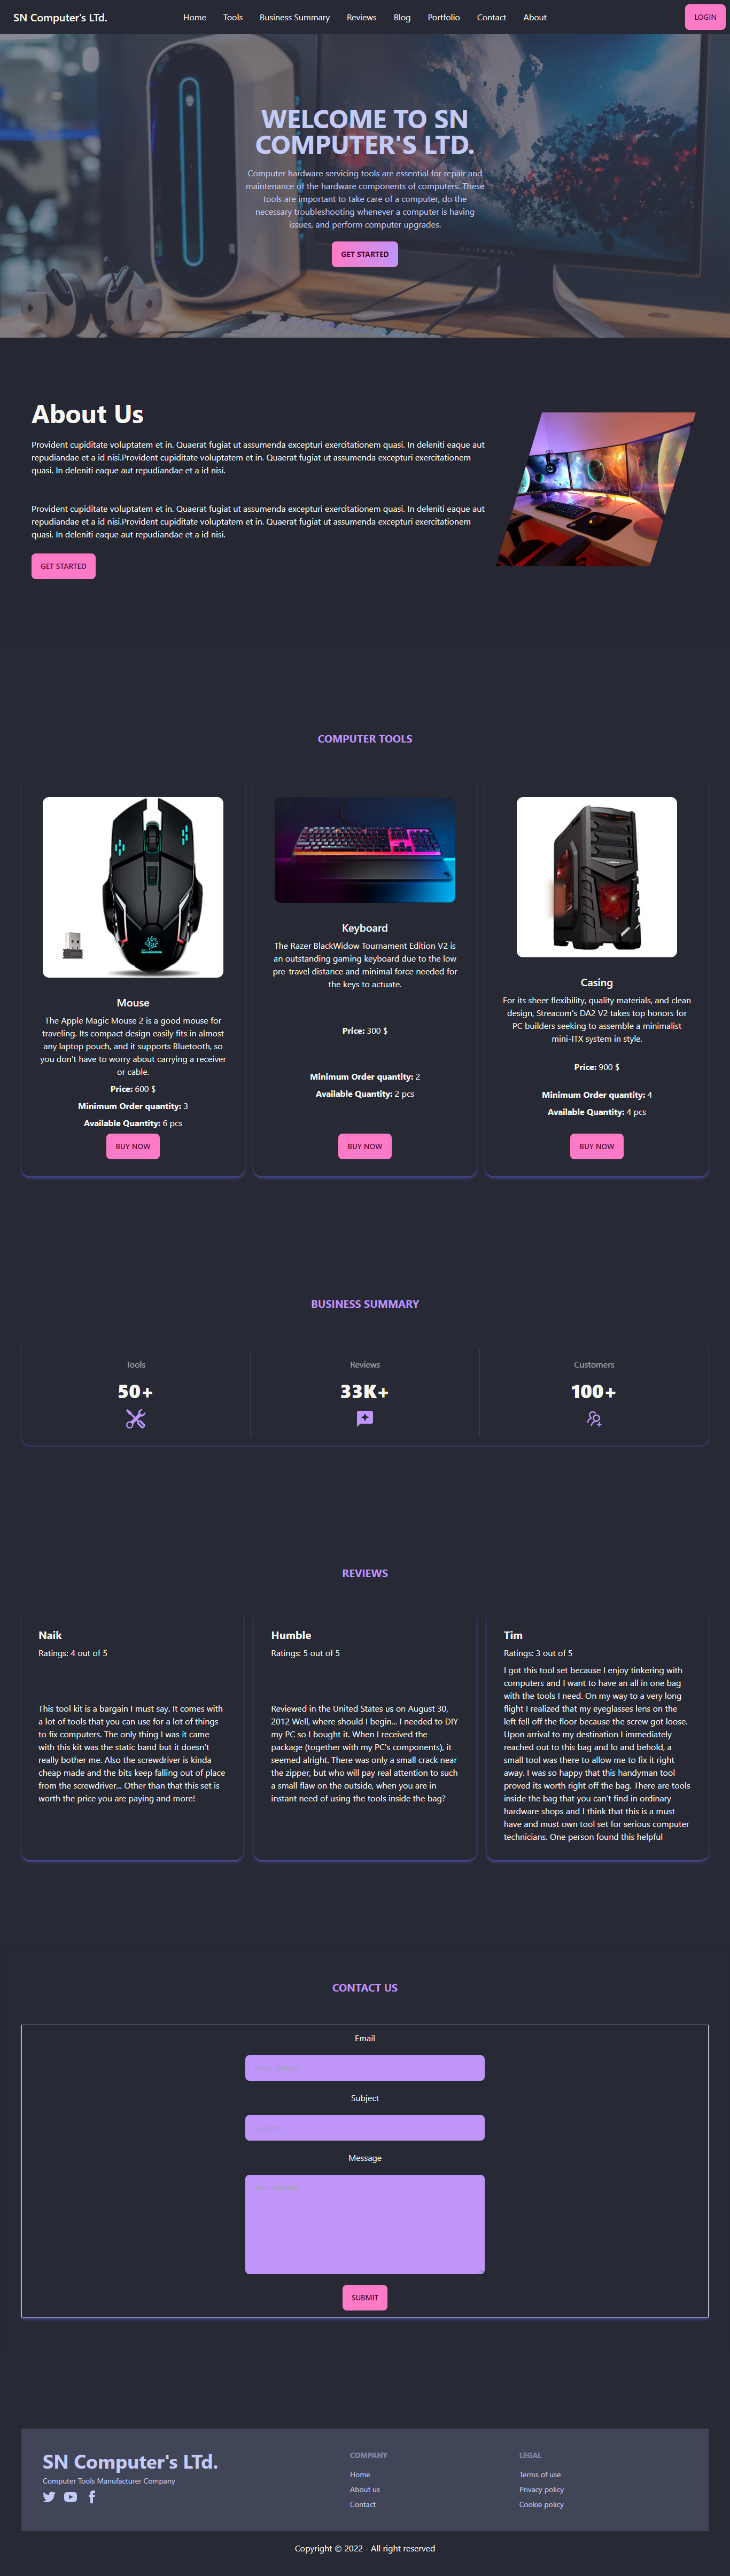 SN Computer's LTd.
Home Tools Business Summary Reviews Blog Portfolio Contact About
LOGIN
WELCOME TO SN
COMPUTER'S LTD.
Computer hardware servicing tools are essential for repair and
maintenance of the hardware components of computers. These
tools are important to take care of a computer, do the
necessary troubleshooting whenever a computer is having
issues, and perform computer upgrades.
GET STARTED
About Us
Provident cupiditate voluptatem et in. Quaerat fugiat ut assumenda excepturi exercitationem quasi. In deleniti eaque aut
repudiandae et a id nisi.Provident cupiditate voluptatem et in. Quaerat fugiat ut assumenda excepturi exercitationem
quasi. In deleniti eaque aut repudiandae et a id nisi.
Provident cupiditate voluptatem et in. Quaerat fugiat ut assumenda excepturi exercitationem quasi. In deleniti eaque aut
repudiandae et a id nisi.Provident cupiditate voluptatem et in. Quaerat fugiat ut assumenda excepturi exercitationem
quasi. In deleniti eaque aut repudiandae et a id nisi.
GET STARTED
COMPUTER TOOLS
Mouse
The Apple Magic Mouse 2 is a good mouse for
traveling. Its compact design easily fits in almost
any laptop pouch, and it supports Bluetooth, so
you don't have to worry about carrying a receiver
or cable.
Price: 600 $
Minimum Order quantity: 3
Available Quantity: 6 pcs
BUY NOW
Keyboard
The Razer BlackWidow Tournament Edition V2 is
an outstanding gaming keyboard due to the low
pre-travel distance and minimal force needed for
the keys to actuate.
Price: 300 $
Minimum Order quantity: 2
Available Quantity: 2 pcs
BUY NOW
Casing
For its sheer flexibility, quality materials, and clean
design, Streacom's DA2 V2 takes top honors for
PC builders seeking to assemble a minimalist
mini-ITX system in style.
Price: 900 $
Minimum Order quantity: 4
Available Quantity: 4 pcs
BUY NOW
BUSINESS SUMMARY
Tools
50+
Reviews
33K+
Customers
100+
REVIEWS
Naik
Ratings: 4 out of 5
This tool kit is a bargain I must say. It comes with
a lot of tools that you can use for a lot of things
to fix computers. The only thing I was it came
with this kit was the static band but it doesn't
really bother me. Also the screwdriver is kinda
cheap made and the bits keep falling out of place
from the screwdriver... Other than that this set is
worth the price you are paying and more!
Humble
Ratings: 5 out of 5
Reviewed in the United States us on August 30,
2012 Well, where should I begin... I needed to DIY
my PC so I bought it. When I received the
package (together with my PC's components), it
seemed alright. There was only a small crack near
the zipper, but who will pay real attention to such
a small flaw on the outside, when you are in
instant need of using the tools inside the bag?
Tim
Ratings: 3 out of 5
I got this tool set because I enjoy tinkering with
computers and I want to have an all in one bag
with the tools I need. On my way to a very long
flight I realized that my eyeglasses lens on the
left fell off the floor because the screw got loose.
Upon arrival to my destination I immediately
reached out to this bag and lo and behold, a
small tool was there to allow me to fix it right
away. I was so happy that this handyman tool
proved its worth right off the bag. There are tools
inside the bag that you can't find in ordinary
hardware shops and I think that this is a must
have and must own tool set for serious computer
technicians. One person found this helpful
CONTACT US
Email
Subject
Message
SUBMIT
SN Computer's LTd.
Computer Tools Manufacturer Company
COMPANY
Home
About us
Contact
LEGAL
Terms of use
Privacy policy
Cookie policy
Copyright © 2022 - All right reserved